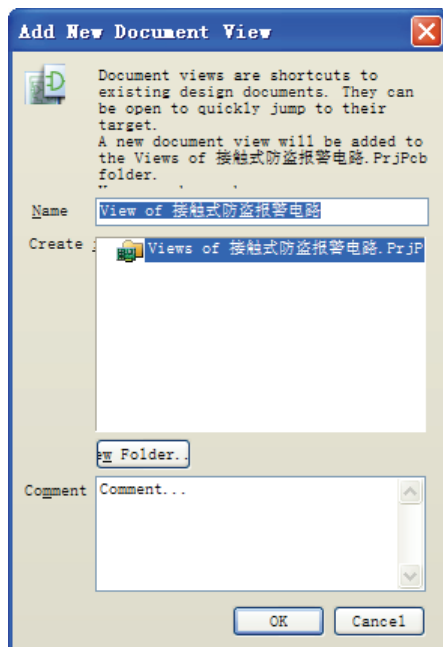 Add New Document View
Document views are shortcuts to
existing design documents. They can
be open to quickly jump to their
target.
A new document view will be added to
the Views of 接触式防盗报警电路.PrjPcb
folder.
Name
View of 接触式防盗报警电路
Create
Views of 接触式防盗报警电路.PrjP
ew Folder..
Comment
Comment...
OK
Cancel